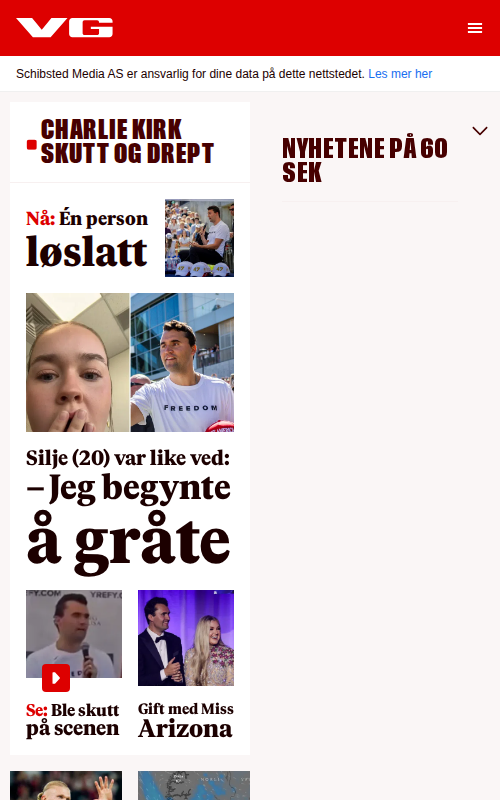 VG
Schibsted Media AS er ansvarlig for dine data på dette nettstedet. Les mer her
CHARLIE KIRK
SKUTT OG DREPT
NYHETENE PÅ 60
SEK
Nå: Én person
løslatt
FREEDOM
Silje (20) var like ved:
– Jeg begynte
å gråte
YREFY.COM
Se: Ble skutt
på scenen
Gift med Miss
Arizona